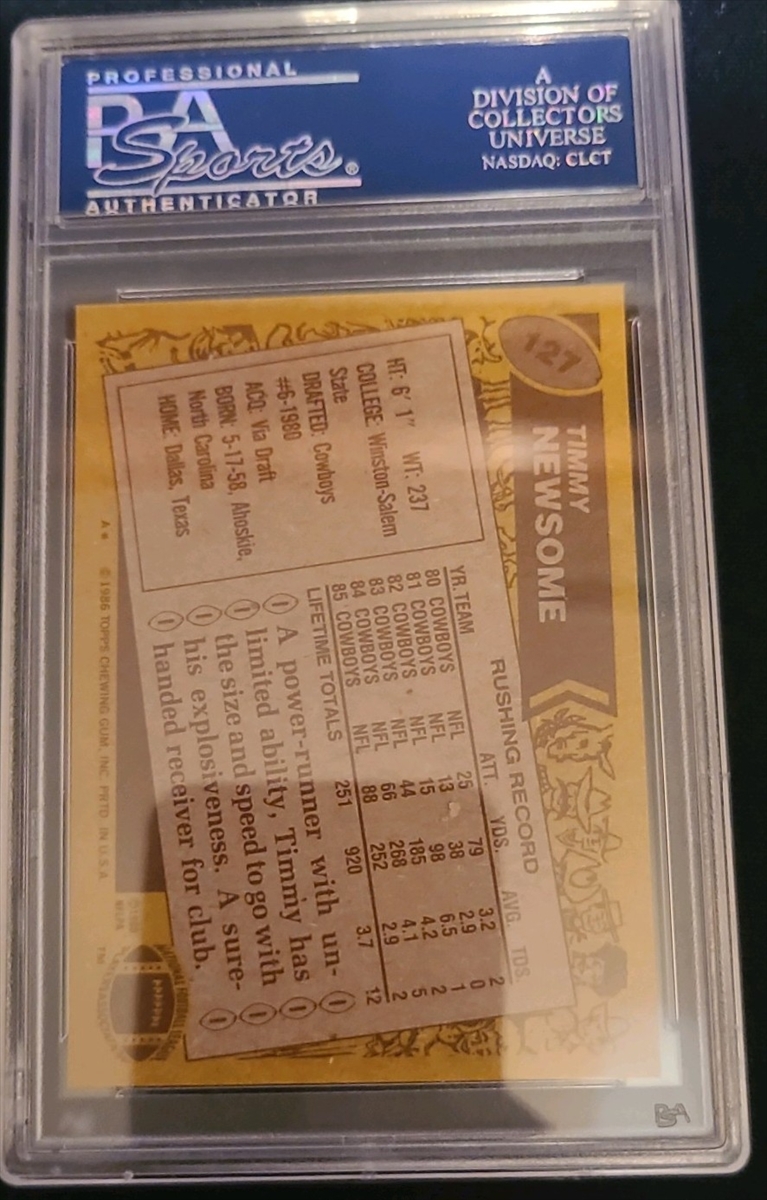 PROFESSIONAL
PSA
Sports®
AUTHENTICATOR
A
DIVISION OF
COLLECTORS
UNIVERSE
NASDAQ: CLCT
127
TIMMY
NEWSOME
HT: 6' 1" WT: 237
COLLEGE: Winston-Salem
State
DRAFTED: Cowboys
#6-1980
ACQ: Via Draft
BORN: 5-17-58, Ahoskie,
North Carolina
HOME: Dallas, Texas
RUSHING RECORD
YR. TEAM ATT. YDS. AVG. TDS.
80 COWBOYS NFL 25 79 3.2 2
81 COWBOYS NFL 13 38 2.9 0
82 COWBOYS NFL 15 98 6.5 1
83 COWBOYS NFL 44 185 4.2 2
84 COWBOYS NFL 66 268 4.1 5
85 COWBOYS NFL 88 252 2.9 2
LIFETIME TOTALS 251 920 3.7 12
A power-runner with un-
limited ability, Timmy has
the size and speed to go with
his explosiveness. A sure-
handed receiver for club.
A* © 1986 TOPPS CHEWING GUM, INC. PRTD. IN U.S.A.
NFLPA
TM